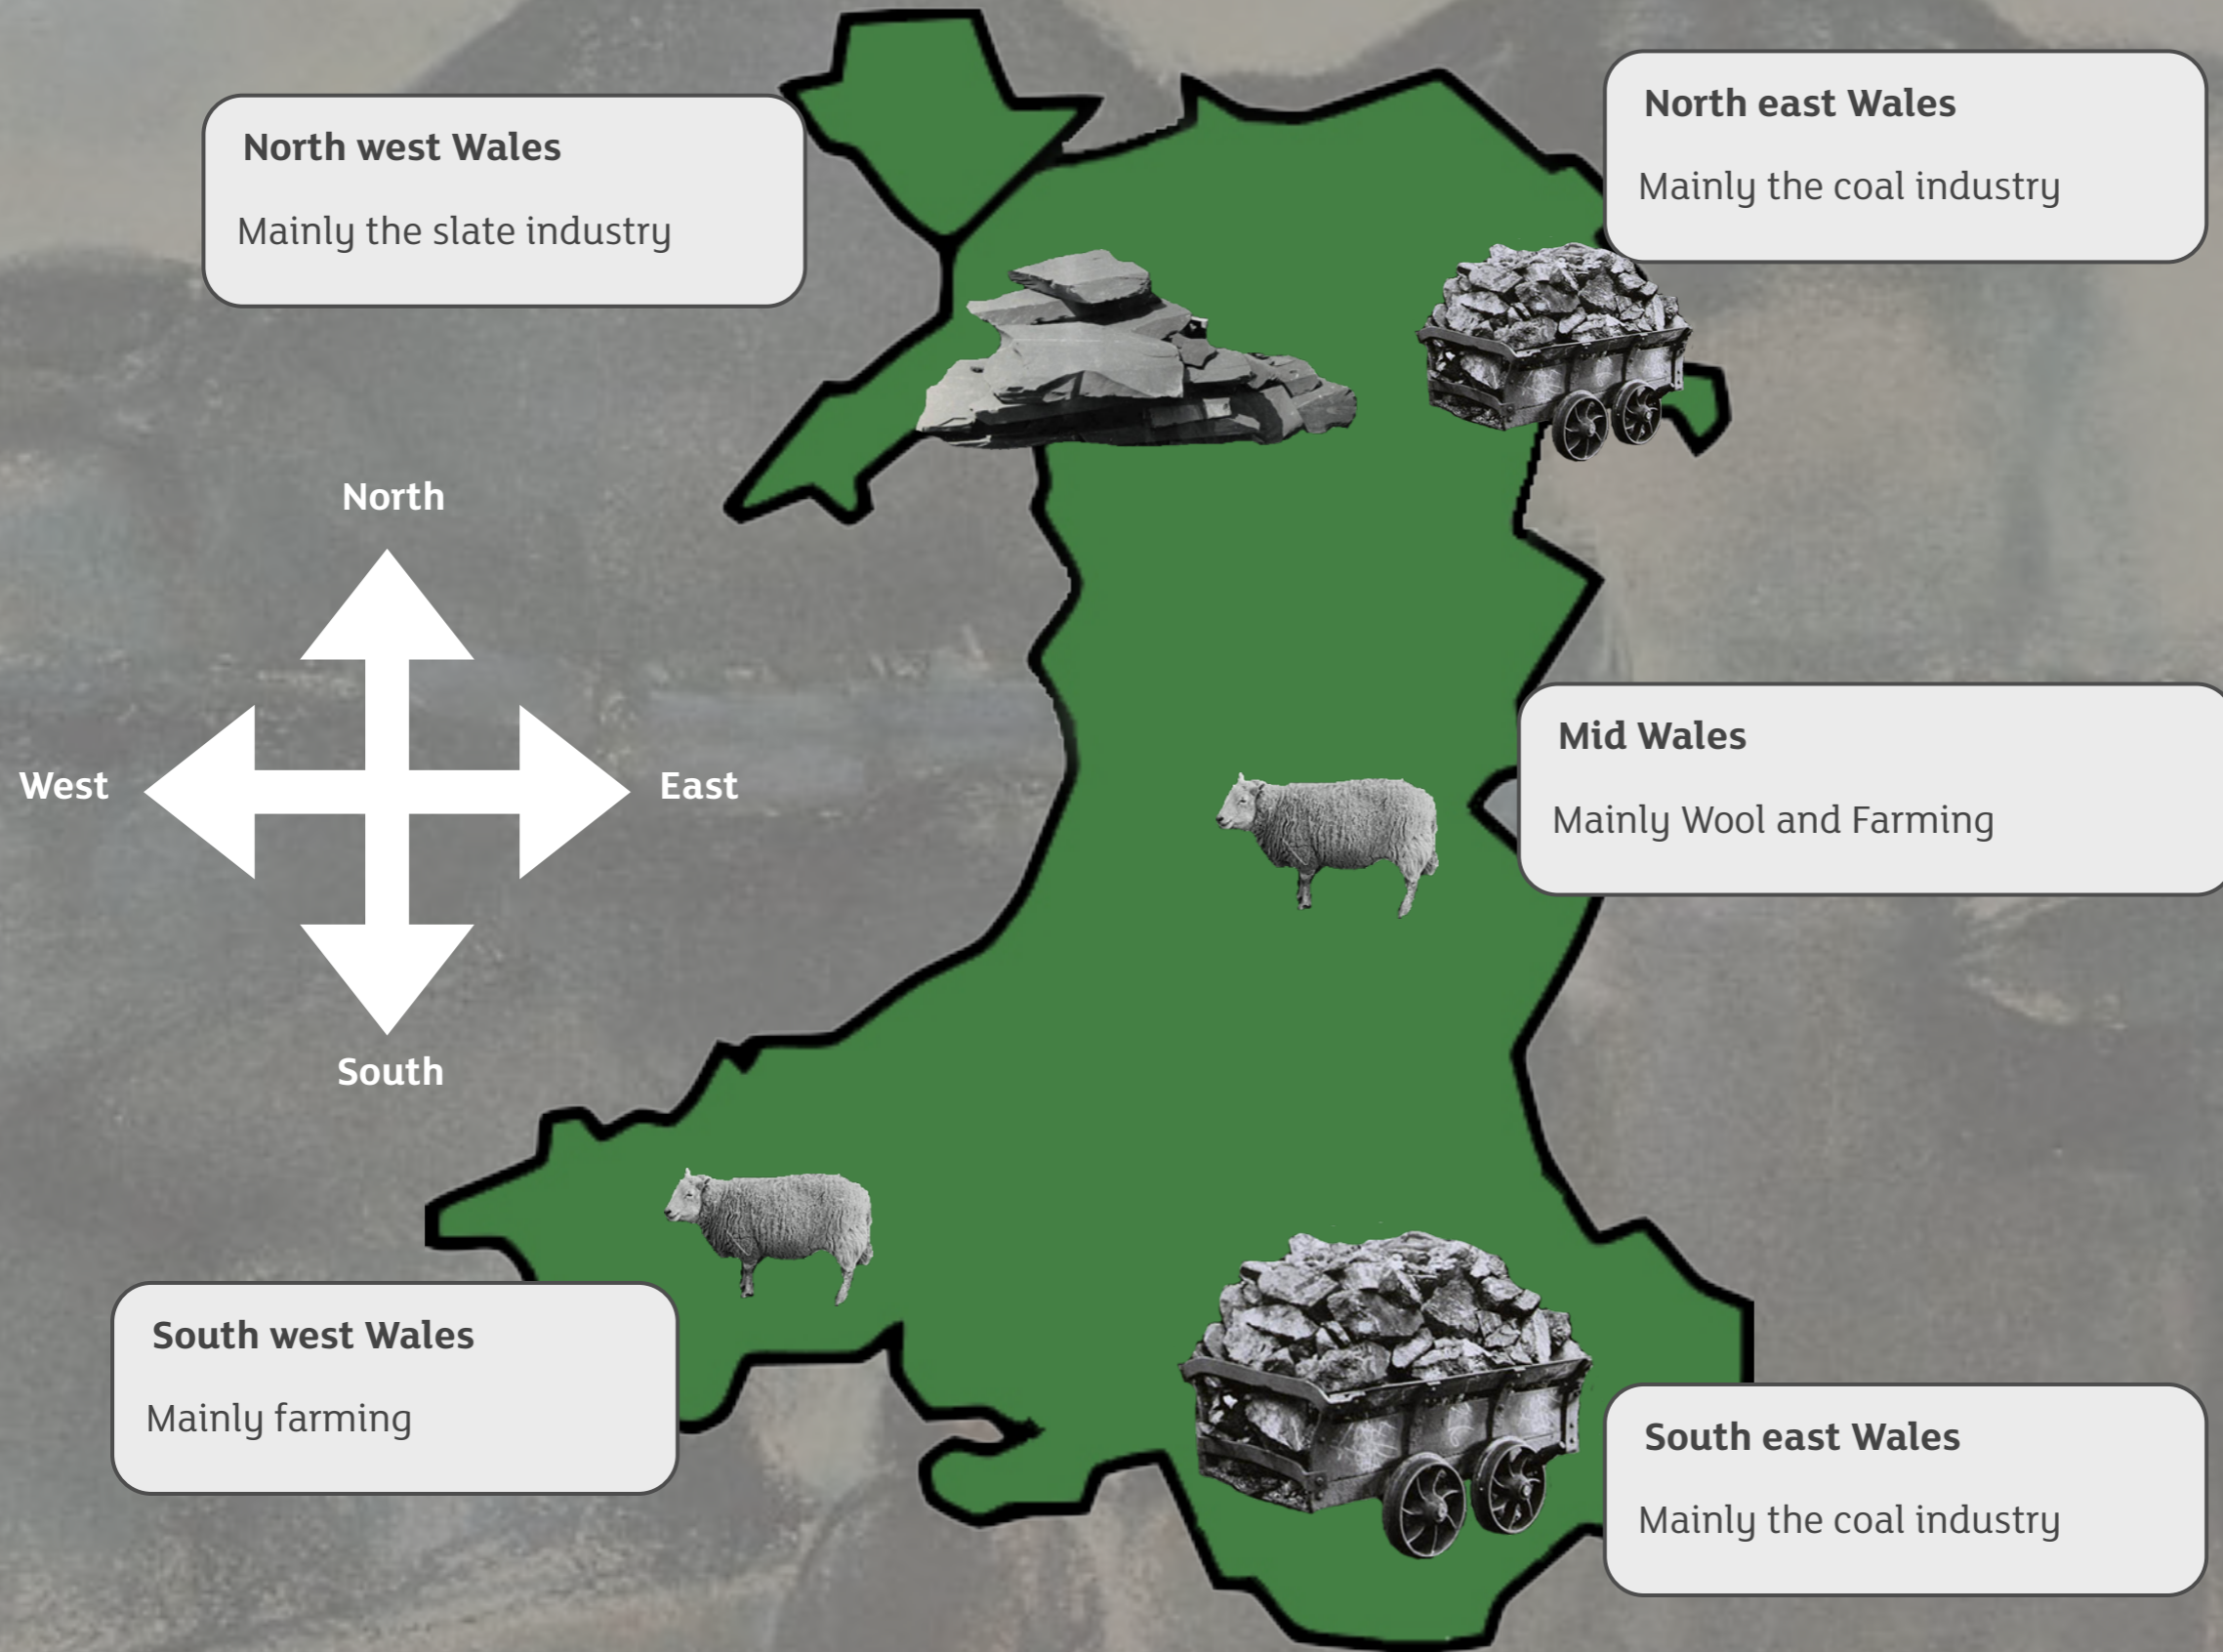 North west Wales
Mainly the slate industry
North east Wales
Mainly the coal industry
North
West
East
South
Mid Wales
Mainly Wool and Farming
South west Wales
Mainly farming
South east Wales
Mainly the coal industry